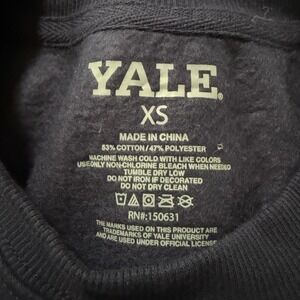 YALE®
XS
MADE IN CHINA
53% COTTON/47% POLYESTER
MACHINE WASH COLD WITH LIKE COLORS
USE ONLY NON-CHLORINE BLEACH WHEN NEEDED
TUMBLE DRY LOW
DO NOT IRON IF DECORATED
DO NOT DRY CLEAN
RN#:150631
THE MARKS USED ON THIS PRODUCT ARE
TRADEMARKS OF YALE UNIVERSITY
AND ARE USED UNDER OFFICIAL LICENSE